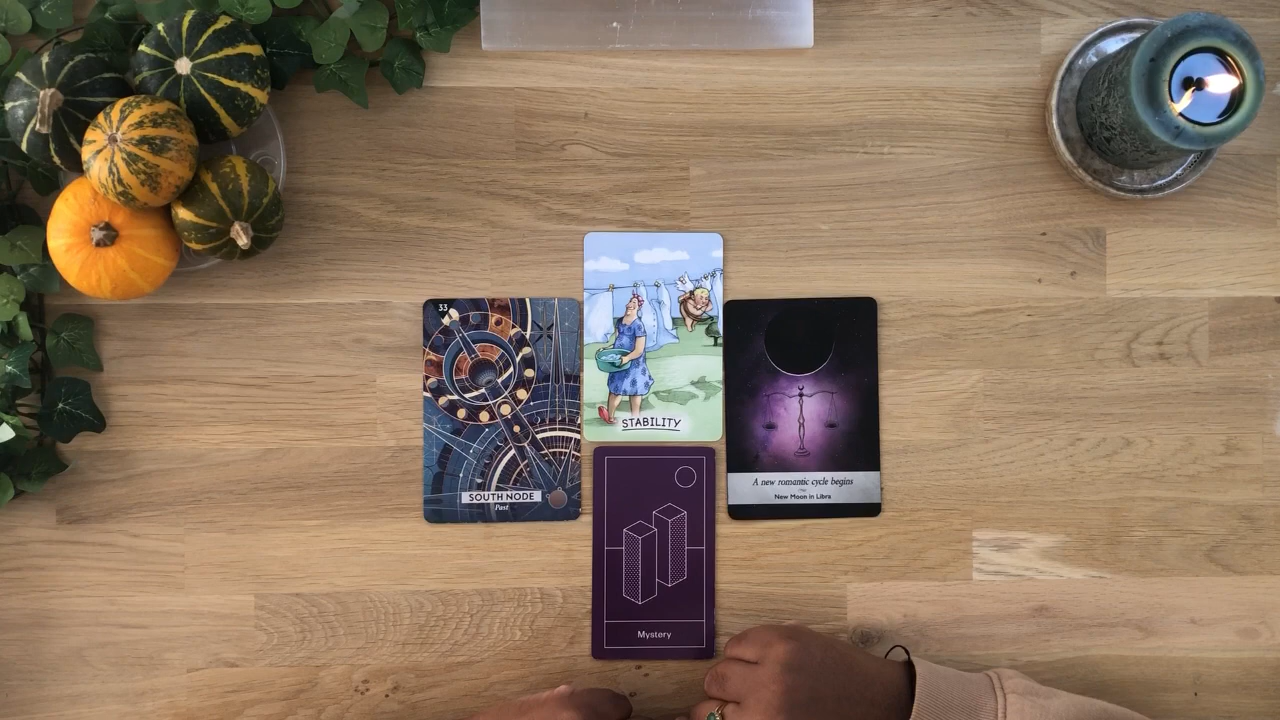 33
SOUTH NODE
Past
STABILITY
A new romantic cycle begins
New Moon in Libra
Mystery